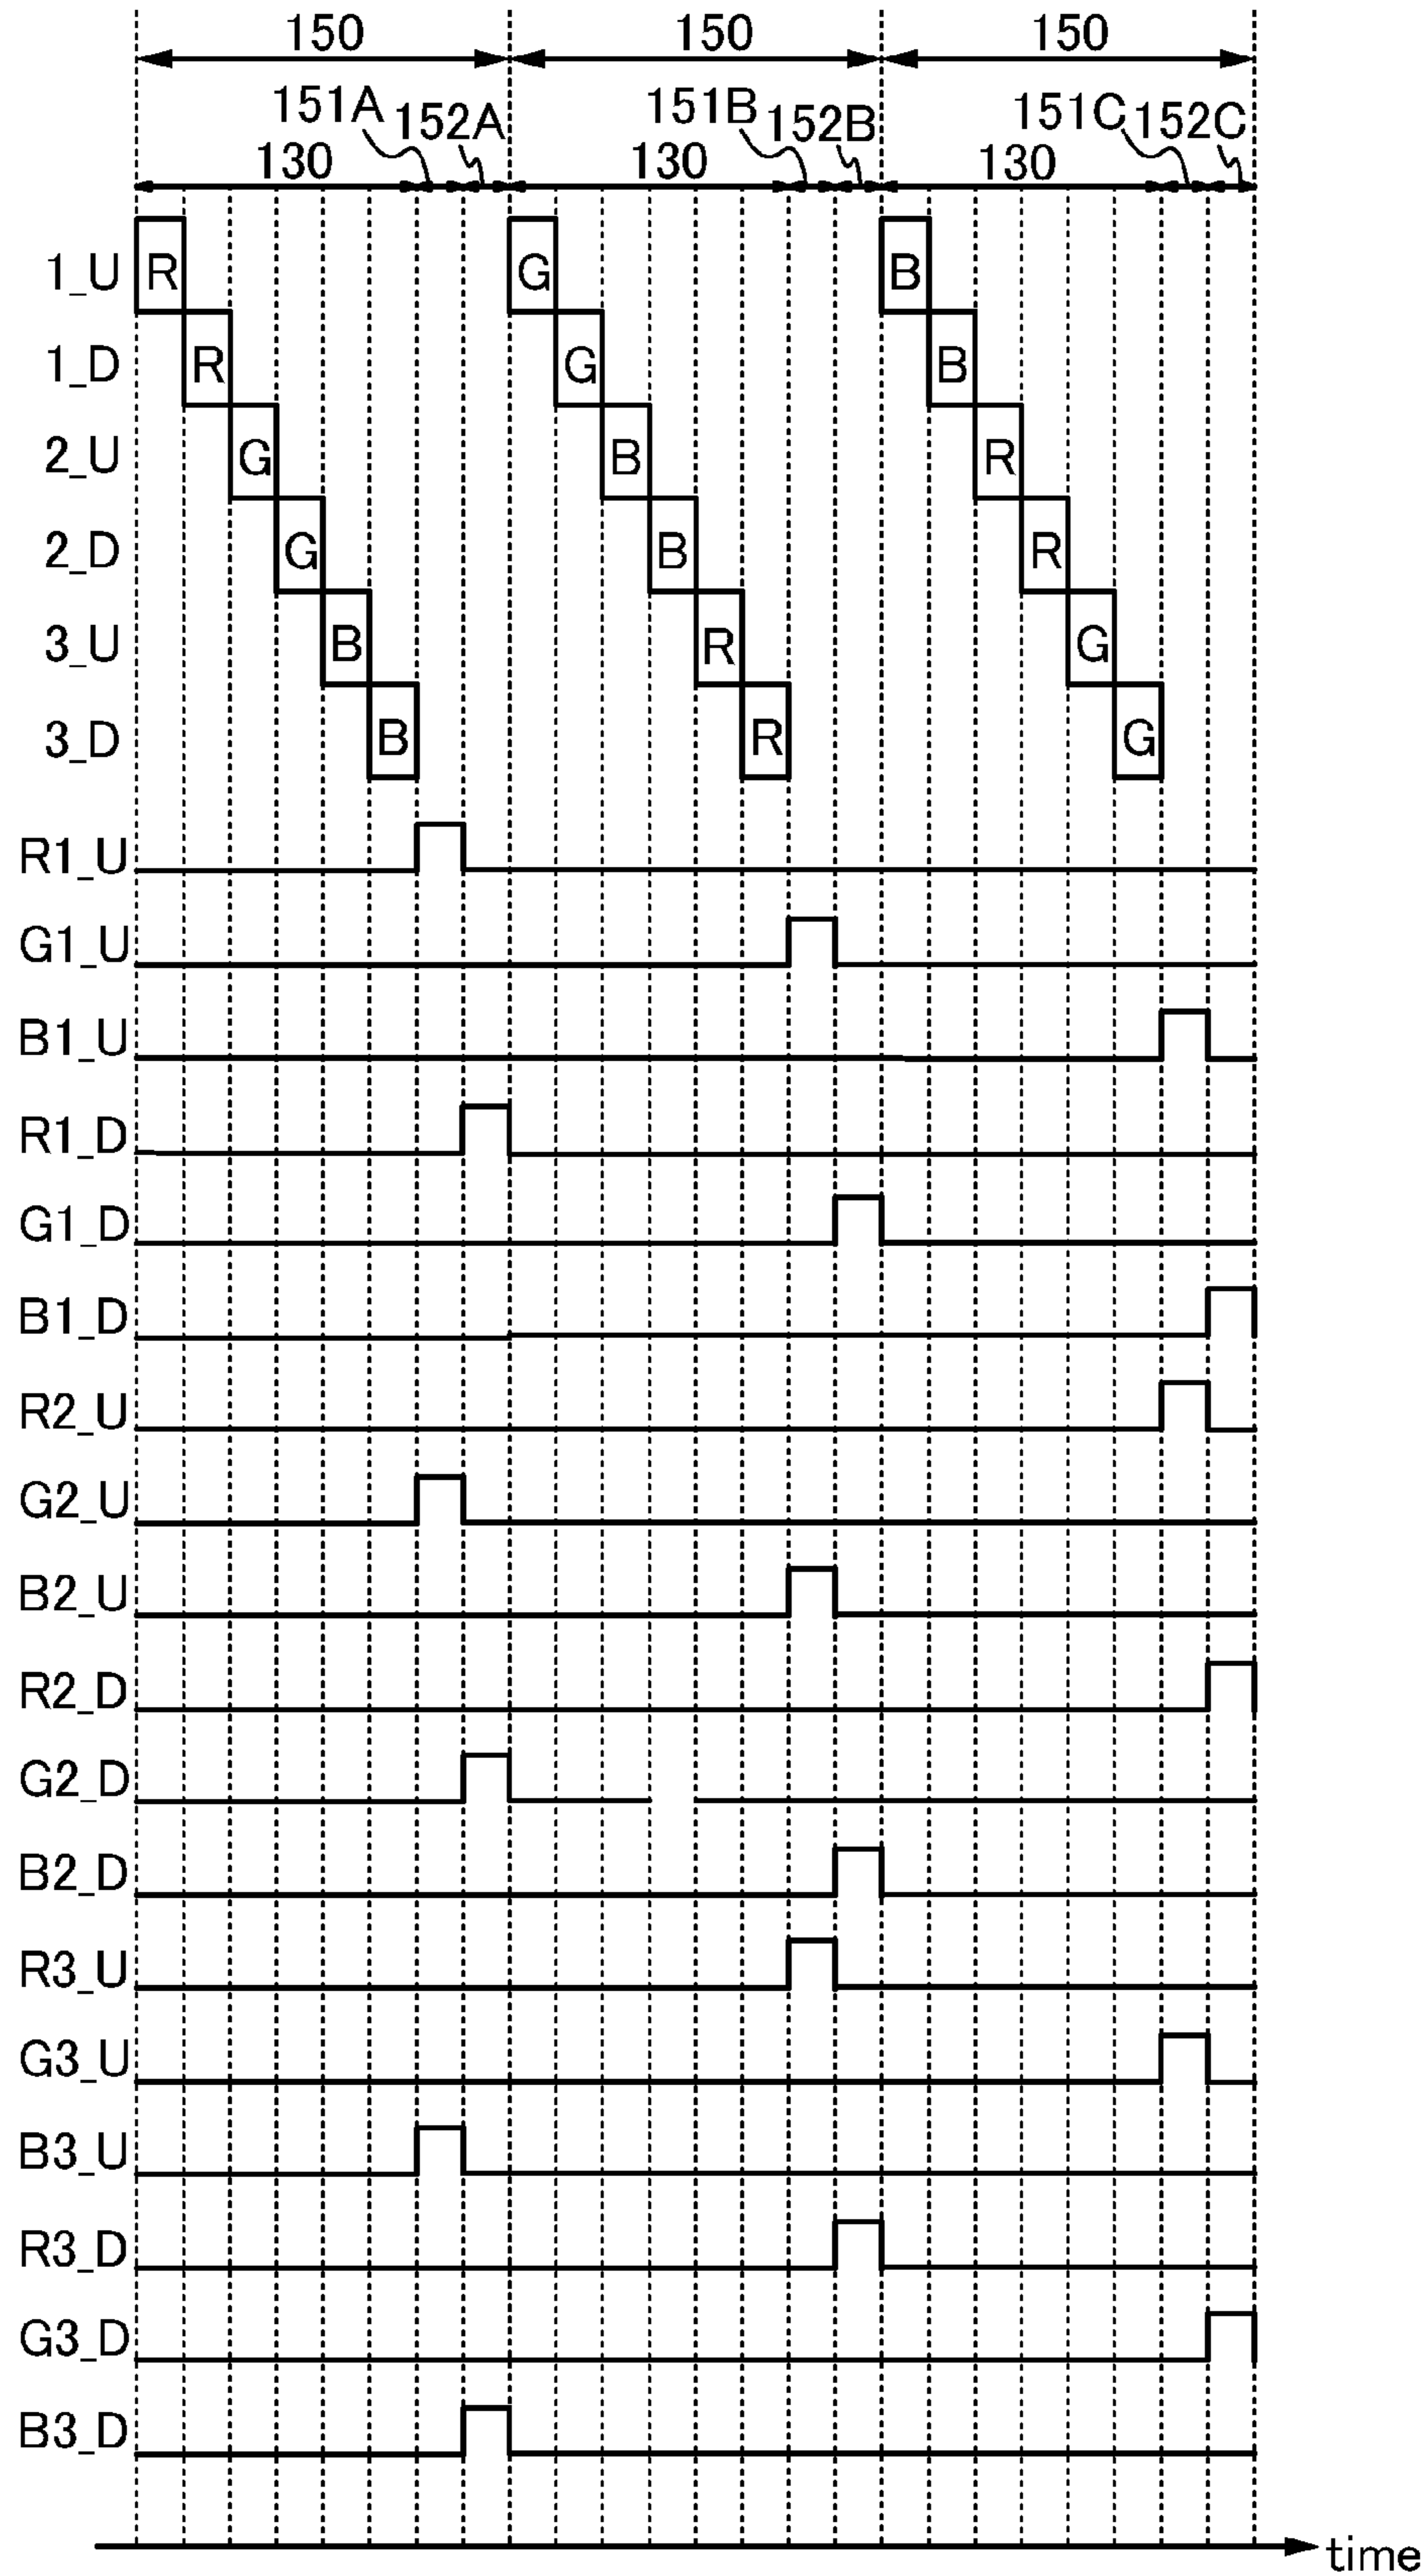 150 150 150
151A 152A 151B 152B 151C 152C
130 130 130
1_U R G B
1_D R G B
2_U G B R
2_D G B R
3_U B R G
3_D B R G
R1_U
G1_U
B1_U
R1_D
G1_D
B1_D
R2_U
G2_U
B2_U
R2_D
G2_D
B2_D
R3_U
G3_U
B3_U
R3_D
G3_D
B3_D
time